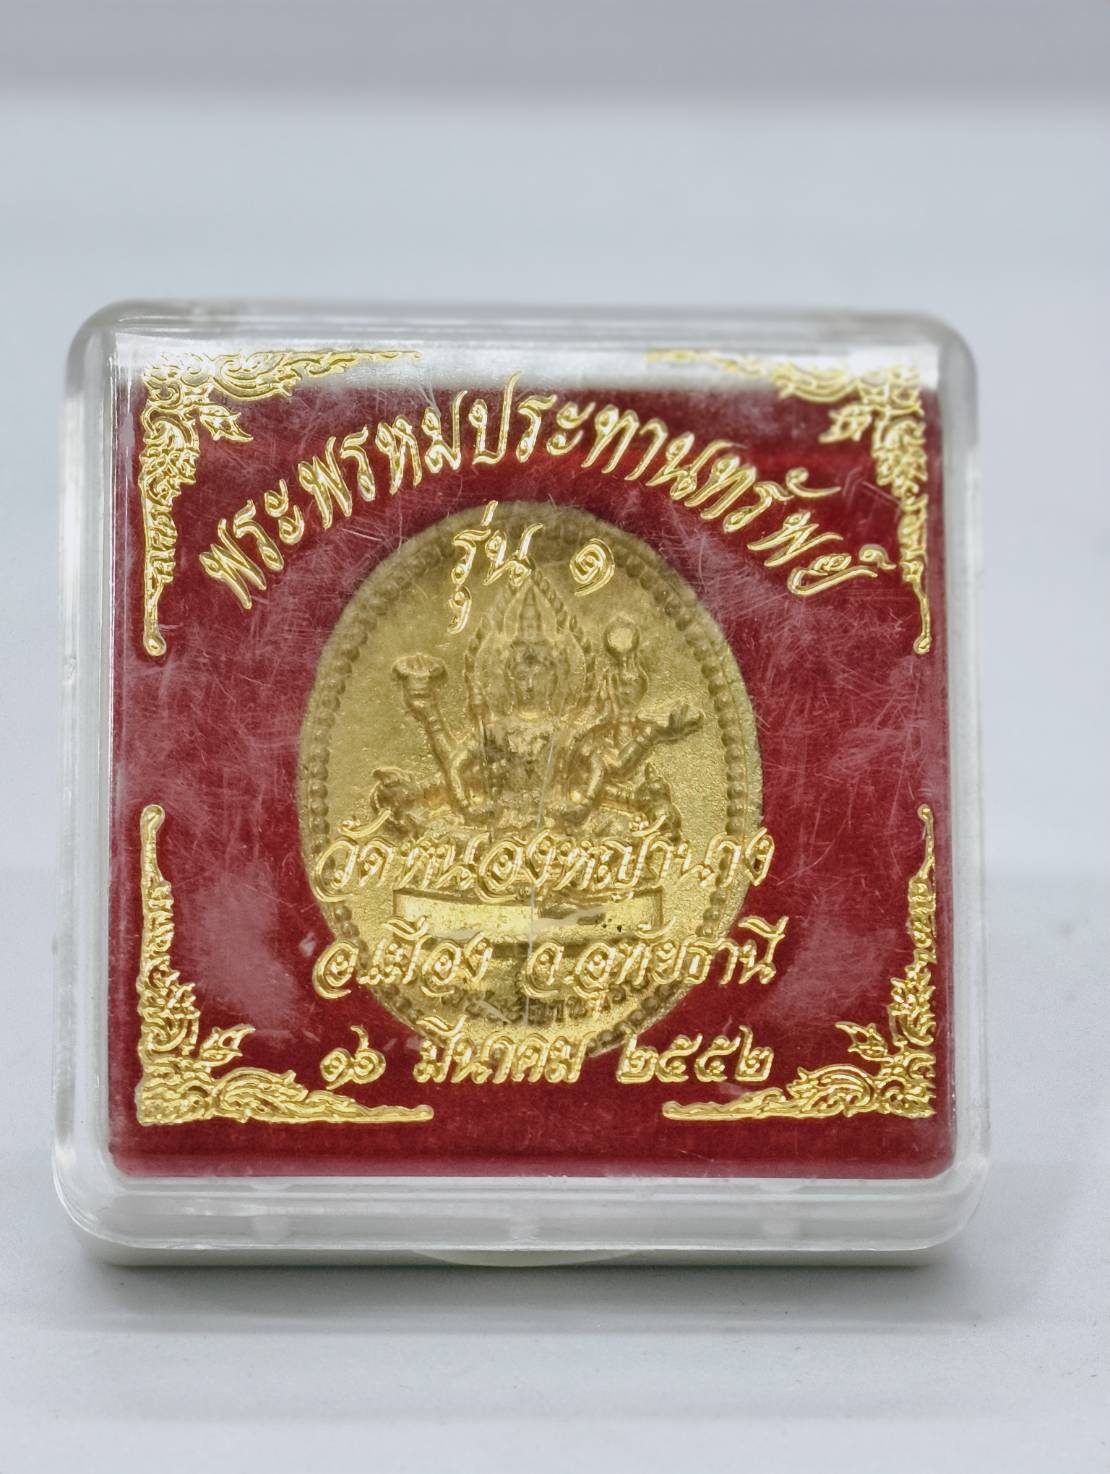 พระพรหมประทานทรัพย์
รุ่น ๑
วัดหนองหญ้านาง
อ.เมือง จ.อุทัยธานี
๑๖ มีนาคม ๒๕๕๒